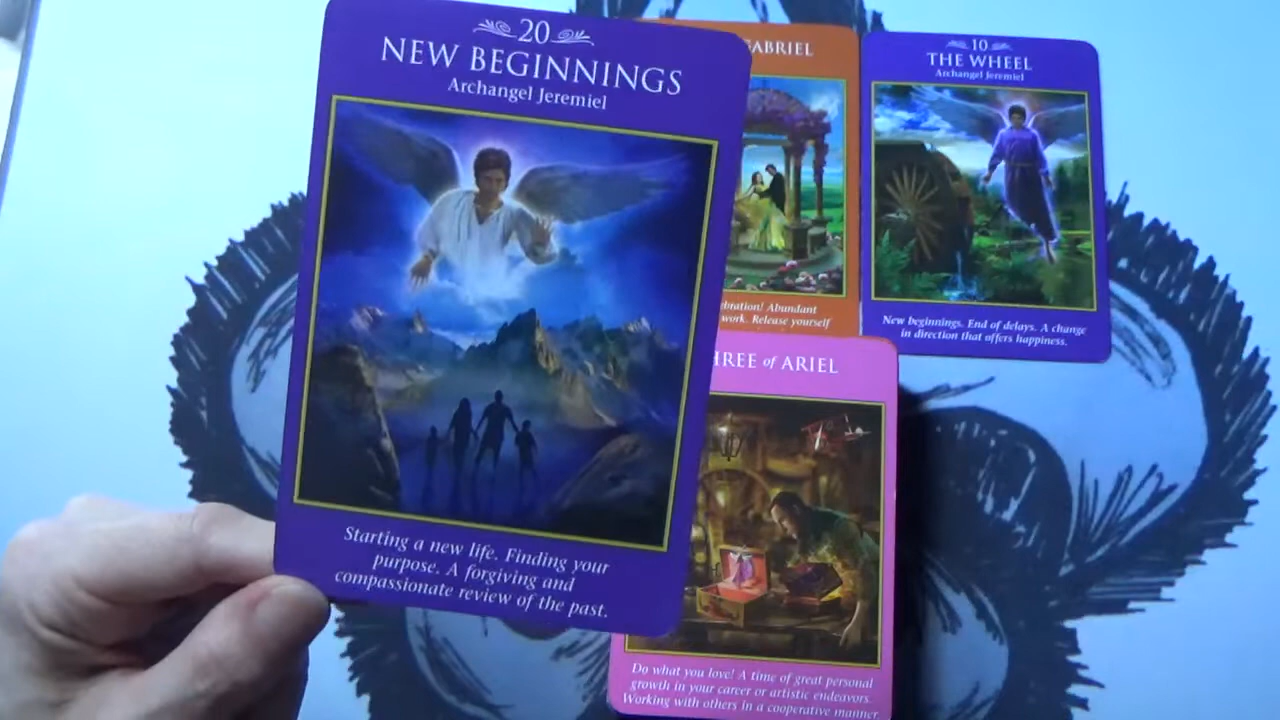 20
NEW BEGINNINGS
Archangel Jeremiel
Starting a new life. Finding your
purpose. A forgiving and
compassionate review of the past.
GABRIEL
Abundant
work. Release yourself
10
THE WHEEL
Archangel Jeremiel
New beginnings. End of delays. A change
in direction that offers happiness.
of ARIEL
Do what you love! A time of great personal
growth in your career or artistic endeavors.
Working with others in a cooperative manner.